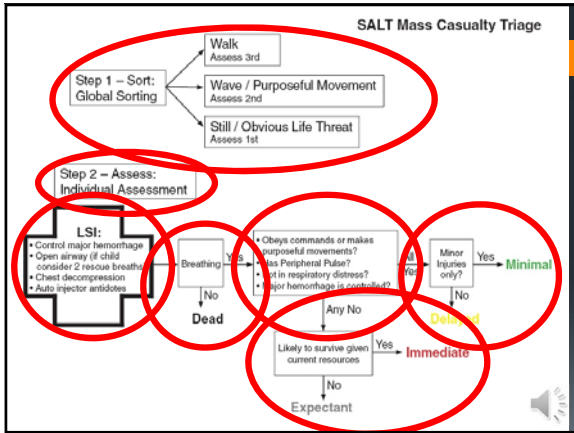 SALT Mass Casualty Triage
Walk
Assess 3rd
Step 1 – Sort:
Global Sorting
Wave / Purposeful Movement
Assess 2nd
Still / Obvious Life Threat
Assess 1st
Step 2 – Assess:
Individual Assessment
LSI:
• Control major hemorrhage
• Open airway (if child
consider 2 rescue breaths
• Chest decompression
• Auto injector antidotes
Breathing
Yes
No
Dead
• Obeys commands or makes
purposeful movements?
Has Peripheral Pulse?
Not in respiratory distress?
Major hemorrhage is controlled?
All
Yes
Minor
Injuries
only?
Yes
Minimal
No
Delayed
Any No
Likely to survive given
current resources
Yes
Immediate
No
Expectant